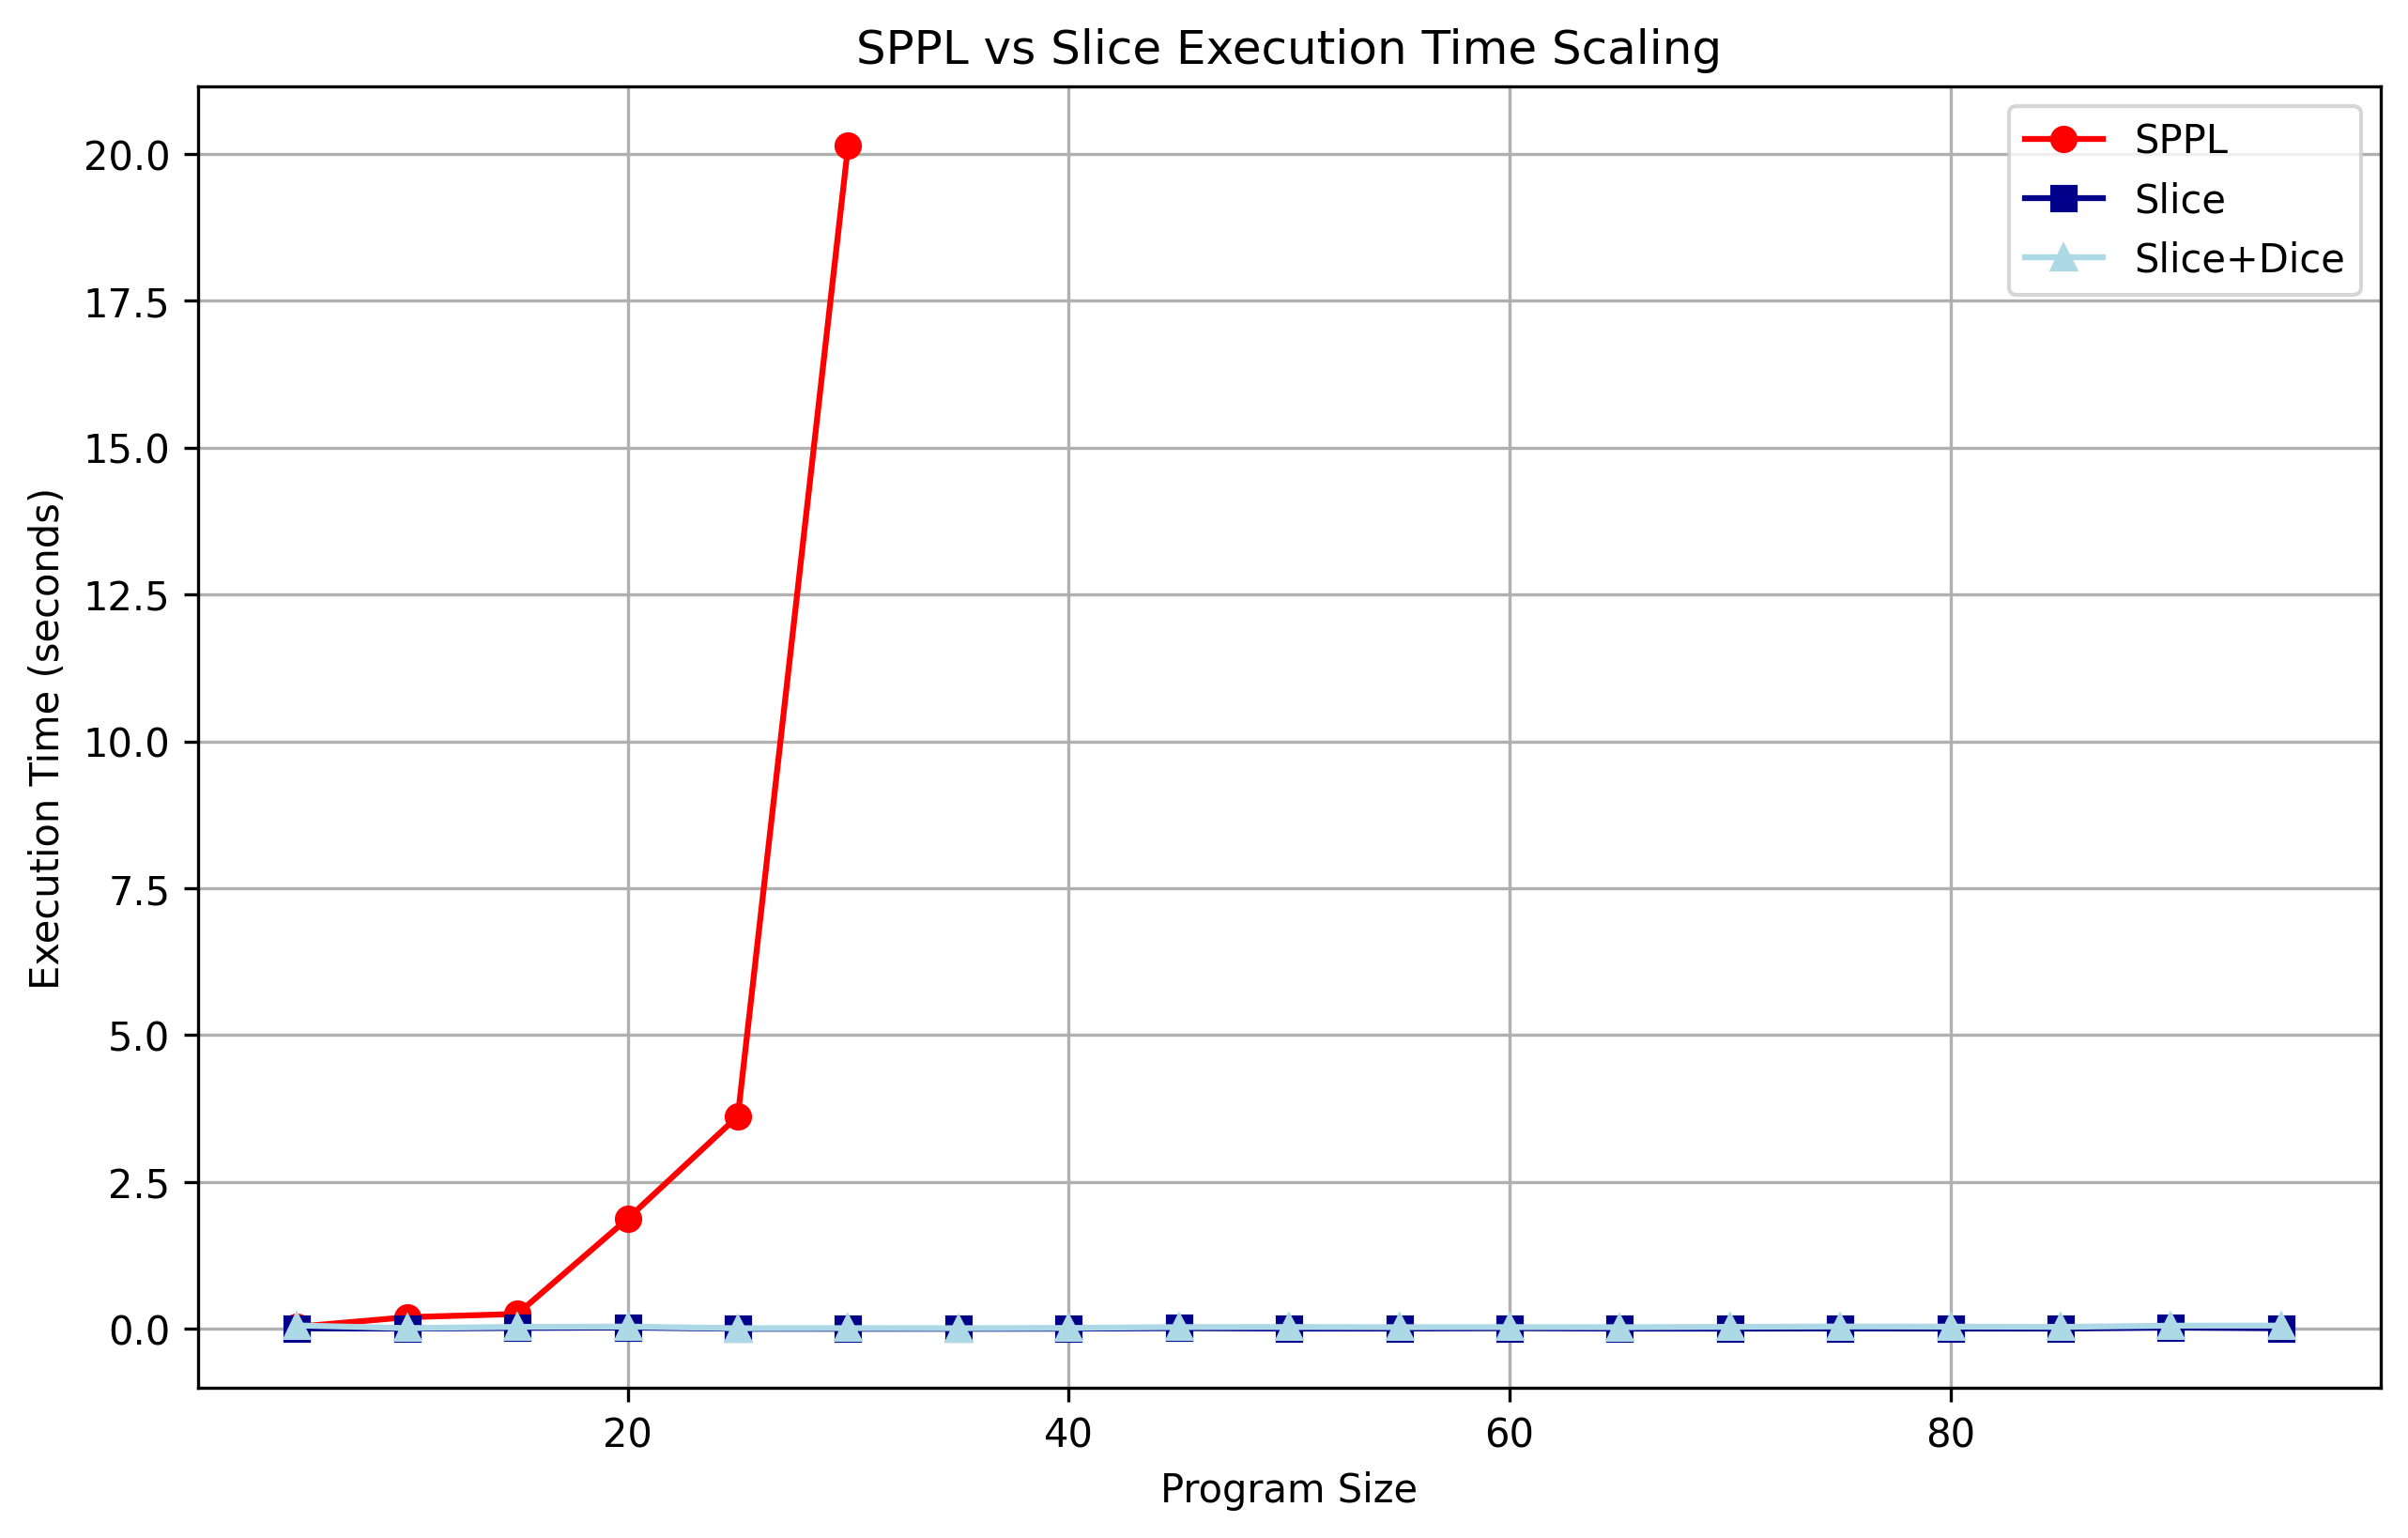 SPPL vs Slice Execution Time Scaling
SPPL
Slice
Slice+Dice
Execution Time (seconds)
20.0
17.5
15.0
12.5
10.0
7.5
5.0
2.5
0.0
20 40 60 80
Program Size